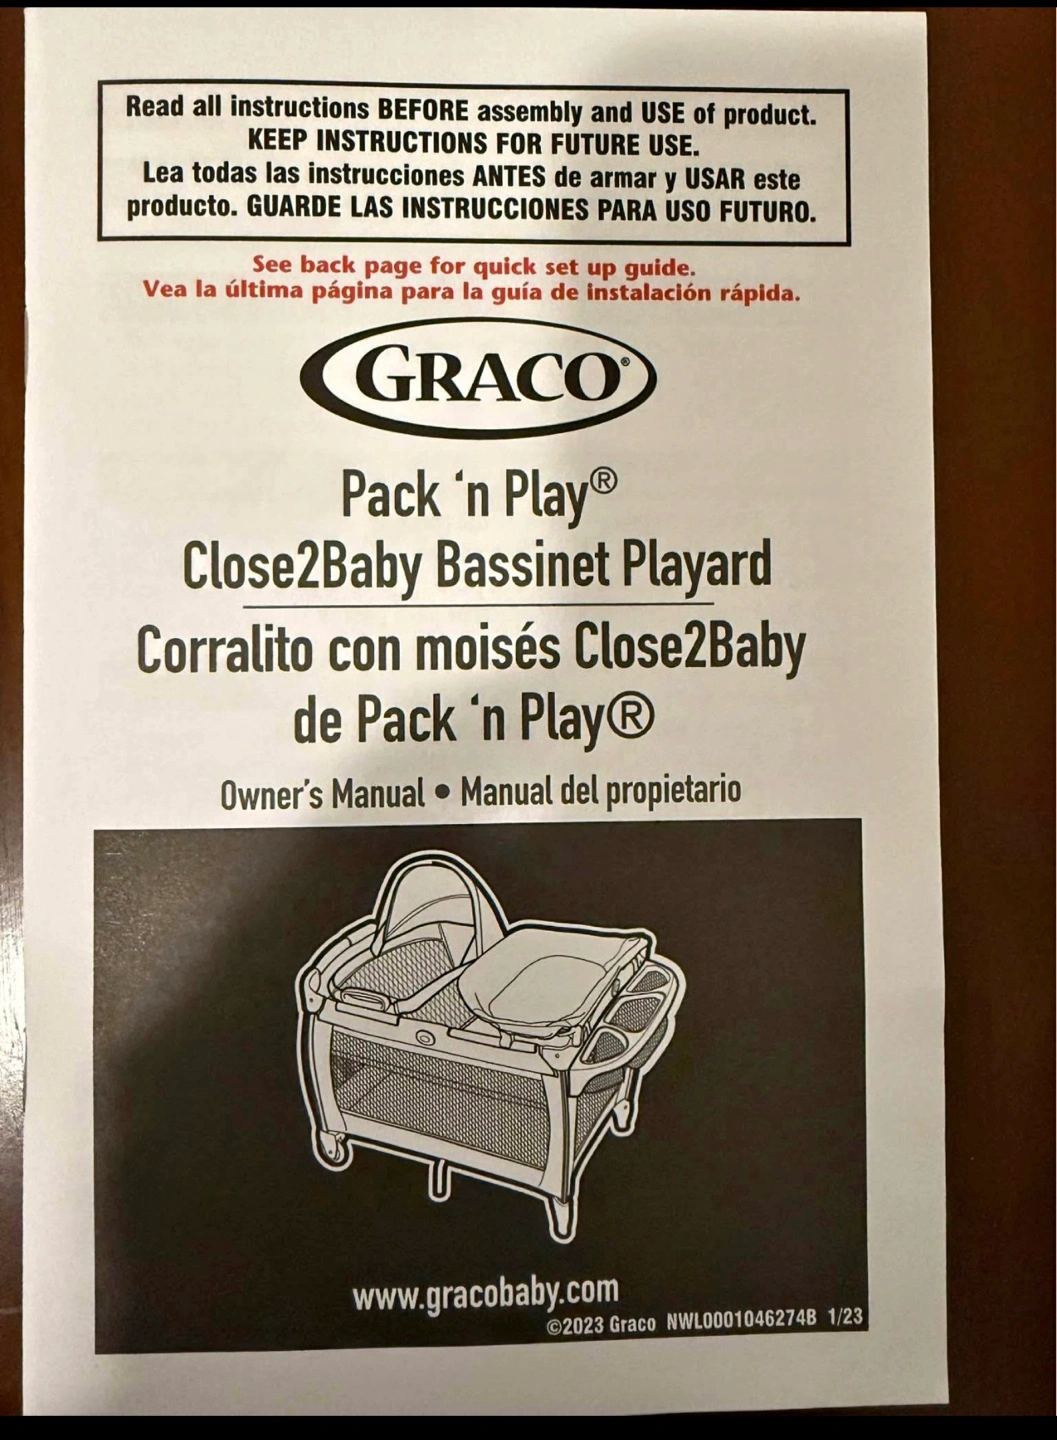 Read all instructions BEFORE assembly and USE of product.
KEEP INSTRUCTIONS FOR FUTURE USE.
Lea todas las instrucciones ANTES de armar y USAR este
producto. GUARDE LAS INSTRUCCIONES PARA USO FUTURO.
See back page for quick set up guide.
Vea la última página para la guía de instalación rápida.
GRACO®
Pack ‘n Play®
Close2Baby Bassinet Playard
Corralito con moisés Close2Baby
de Pack ‘n Play®
Owner’s Manual • Manual del propietario
www.gracobaby.com
©2023 Graco NWL0001046274B 1/23